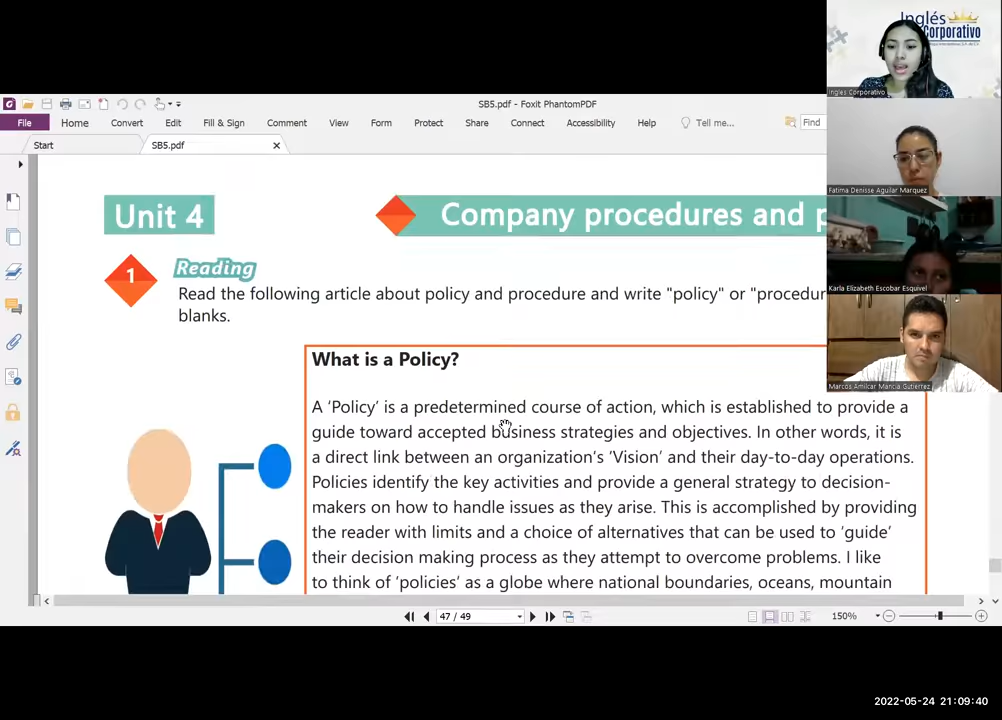 Inglés
Corporativo
Inglés Corporativo
SB5.pdf - Foxit PhantomPDF
File Home Convert Edit Fill & Sign Comment View Form Protect Share Connect Accessibility Help Tell me... Find
Start SB5.pdf
Fatima Denisse Aguilar Marquez
Unit 4
Company procedures and p
1
Reading
Read the following article about policy and procedure and write "policy" or "procedur
blanks.
Karla Elizabeth Escobar Esquivel
Marcos Amilcar Mancia Gutierrez
What is a Policy?
A ‘Policy’ is a predetermined course of action, which is established to provide a
guide toward accepted business strategies and objectives. In other words, it is
a direct link between an organization's ‘Vision’ and their day-to-day operations.
Policies identify the key activities and provide a general strategy to decision-
makers on how to handle issues as they arise. This is accomplished by providing
the reader with limits and a choice of alternatives that can be used to ‘guide’
their decision making process as they attempt to overcome problems. I like
to think of ‘policies’ as a globe where national boundaries, oceans, mountain
47 / 49
150%
2022-05-24 21:09:40